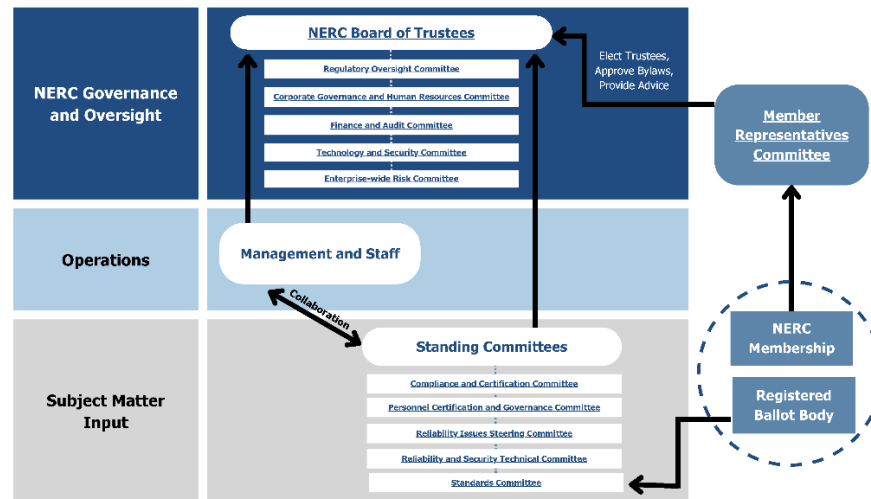 NERC Governance
and Oversight
NERC Board of Trustees
Regulatory Oversight Committee
Corporate Governance and Human Resources Committee
Finance and Audit Committee
Technology and Security Committee
Enterprise-wide Risk Committee
Elect Trustees,
Approve Bylaws,
Provide Advice
Member
Representatives
Committee
Operations
Management and Staff
Collaboration
Subject Matter
Input
Standing Committees
Compliance and Certification Committee
Personnel Certification and Governance Committee
Reliability Issues Steering Committee
Reliability and Security Technical Committee
Standards Committee
NERC
Membership
Registered
Ballot Body